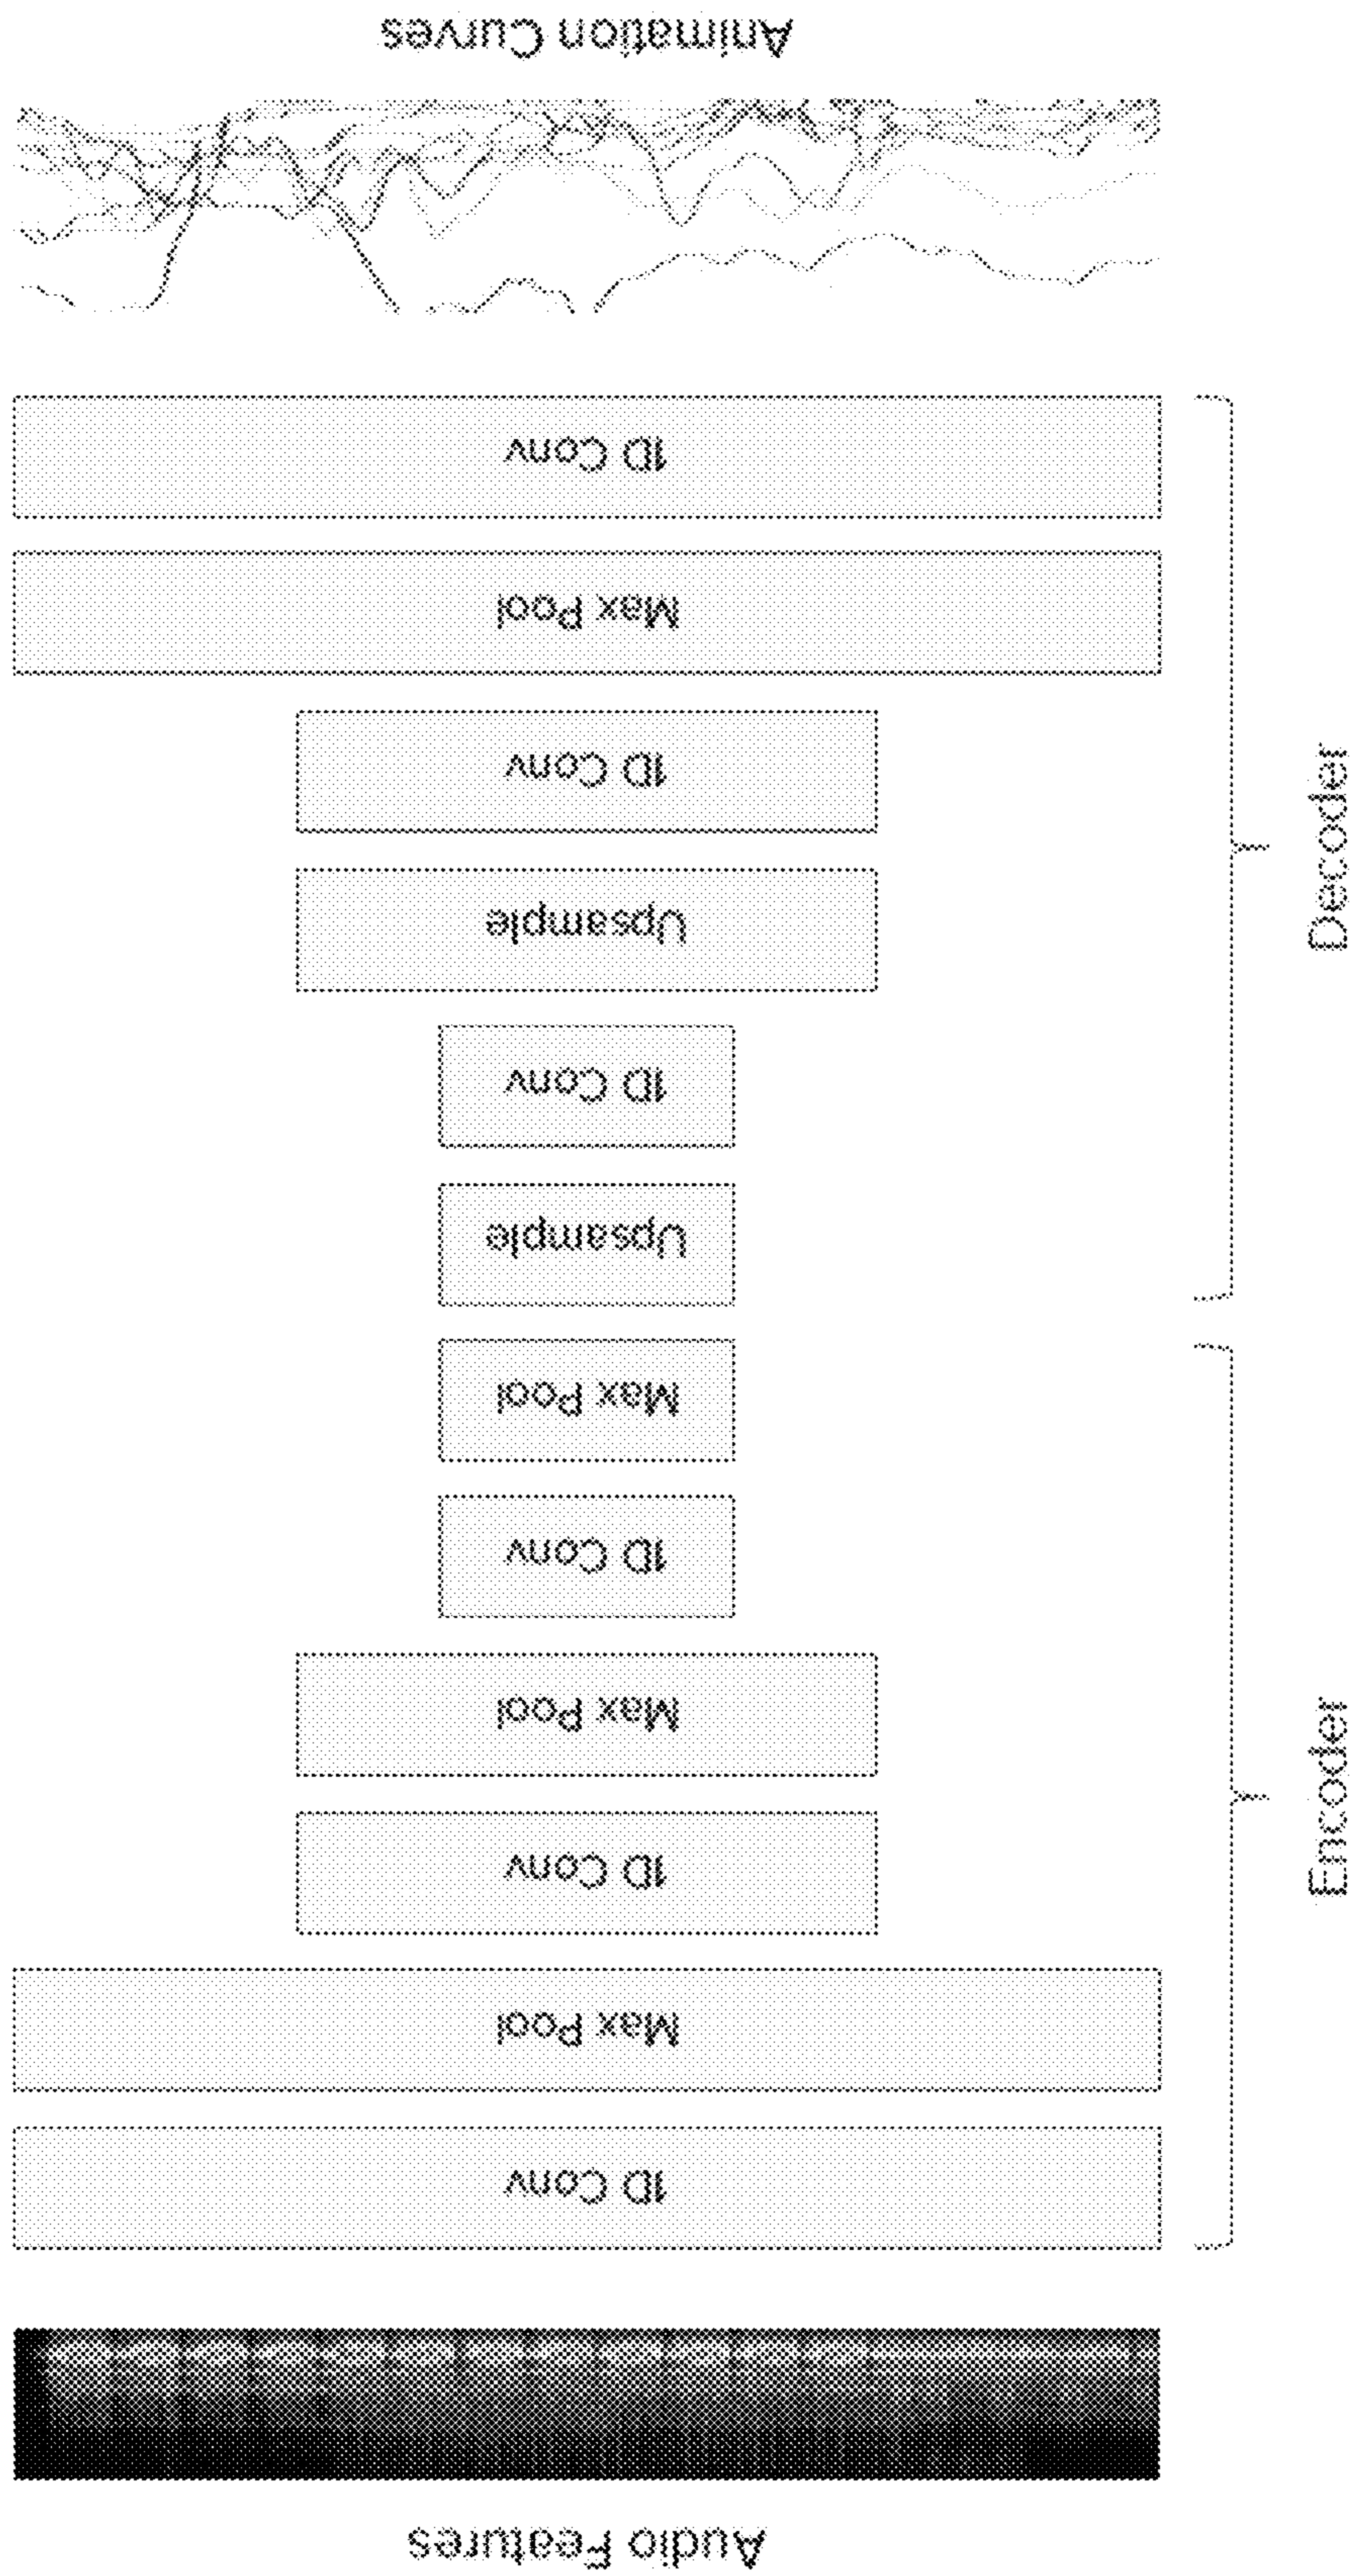 Audio Features
Encoder
1D Conv
Max Pool
1D Conv
Max Pool
1D Conv
Max Pool
Decoder
Upsample
1D Conv
Upsample
1D Conv
Max Pool
1D Conv
Animation Curves